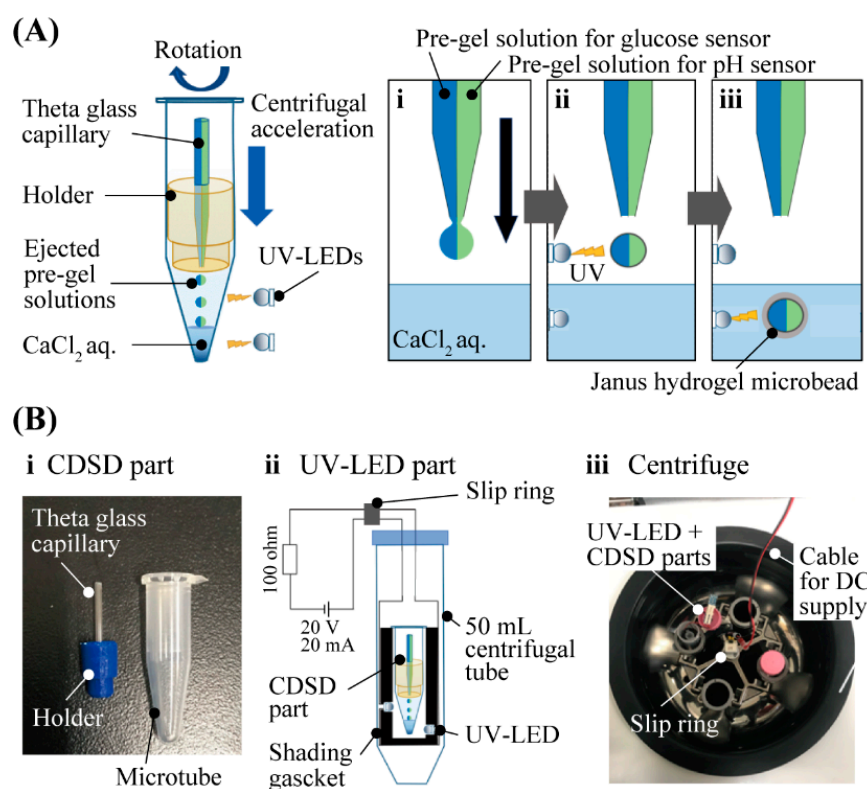 (A)
Rotation
Theta glass
capillary
Centrifugal
acceleration
Holder
Ejected
pre-gel
solutions
UV-LEDs
CaCl2 aq.
Pre-gel solution for glucose sensor
Pre-gel solution for pH sensor
i
ii
iii
UV
CaCl2 aq.
Janus hydrogel microbead
(B)
i CDSD part
Theta glass
capillary
Holder
Microtube
ii UV-LED part
Slip ring
100 ohm
20 V
20 mA
50 mL
centrifugal
tube
CDSD
part
UV-LED
Shading
gascket
iii Centrifuge
UV-LED +
CDSD parts
Cable
for DC
supply
Slip ring